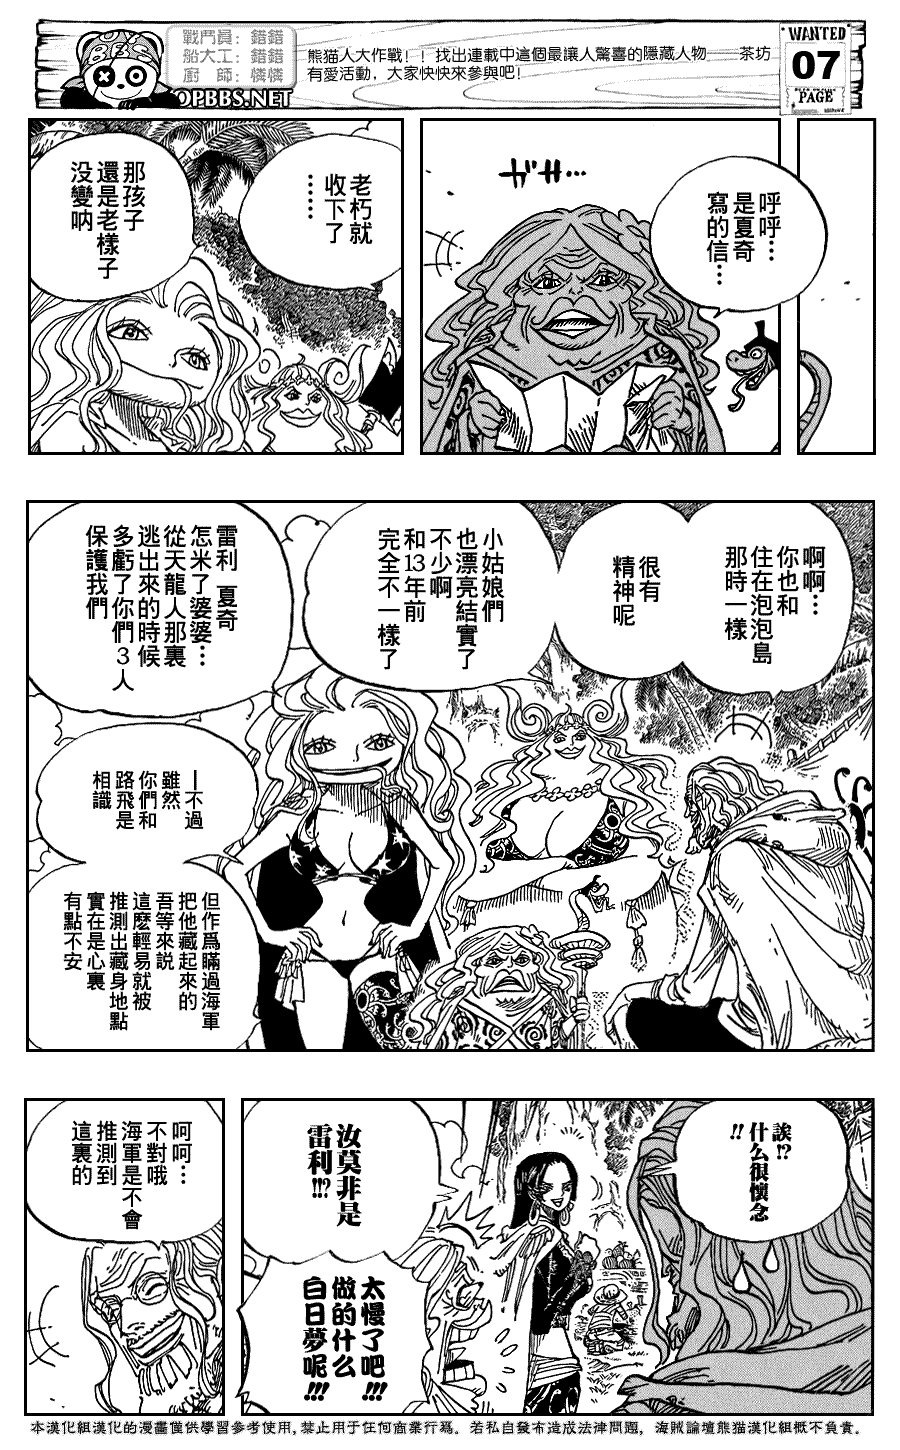 戰鬥員：錯錯
船大工：錯錯
廚　師：憐憐
OPBBS.NET
熊猫人大作戰！！找出連載中這個最讓人驚喜的隱藏人物——茶坊
有愛活動，大家快快來參與吧！
WANTED
07
PAGE
呼呼…
是夏奇
寫的信…
ガサ…
老朽就
收下了
……
那孩子
還是老樣子
没變呐
啊啊…
你也和
住在泡泡島
那時一樣
很有
精神呢
小姑娘們
也漂亮結實了
不少啊
和13年前
完全不一樣了
雷利 夏奇
怎米了婆婆…
從天龍人那裏
逃出來的時候
多虧了你們3人
保護我們
—不過
雖然
你們和
路飛是
相識
但作爲瞞過海軍
把他藏起來的
吾等來說
這麽輕易就被
推測出藏身地點
實在是心裏
有點不安
誒!?
什么很懷念
!!
汝莫非是
雷利!!!?
太慢了吧!!!
做的什么
白日夢呢!!!
呵呵…
不對哦
海軍是不會
推測到
這裏的
本漢化組漢化的漫畫僅供學習參考使用，禁止用于任何商業行爲。若私自發布造成法律問題，海賊論壇熊猫漢化組概不負責。